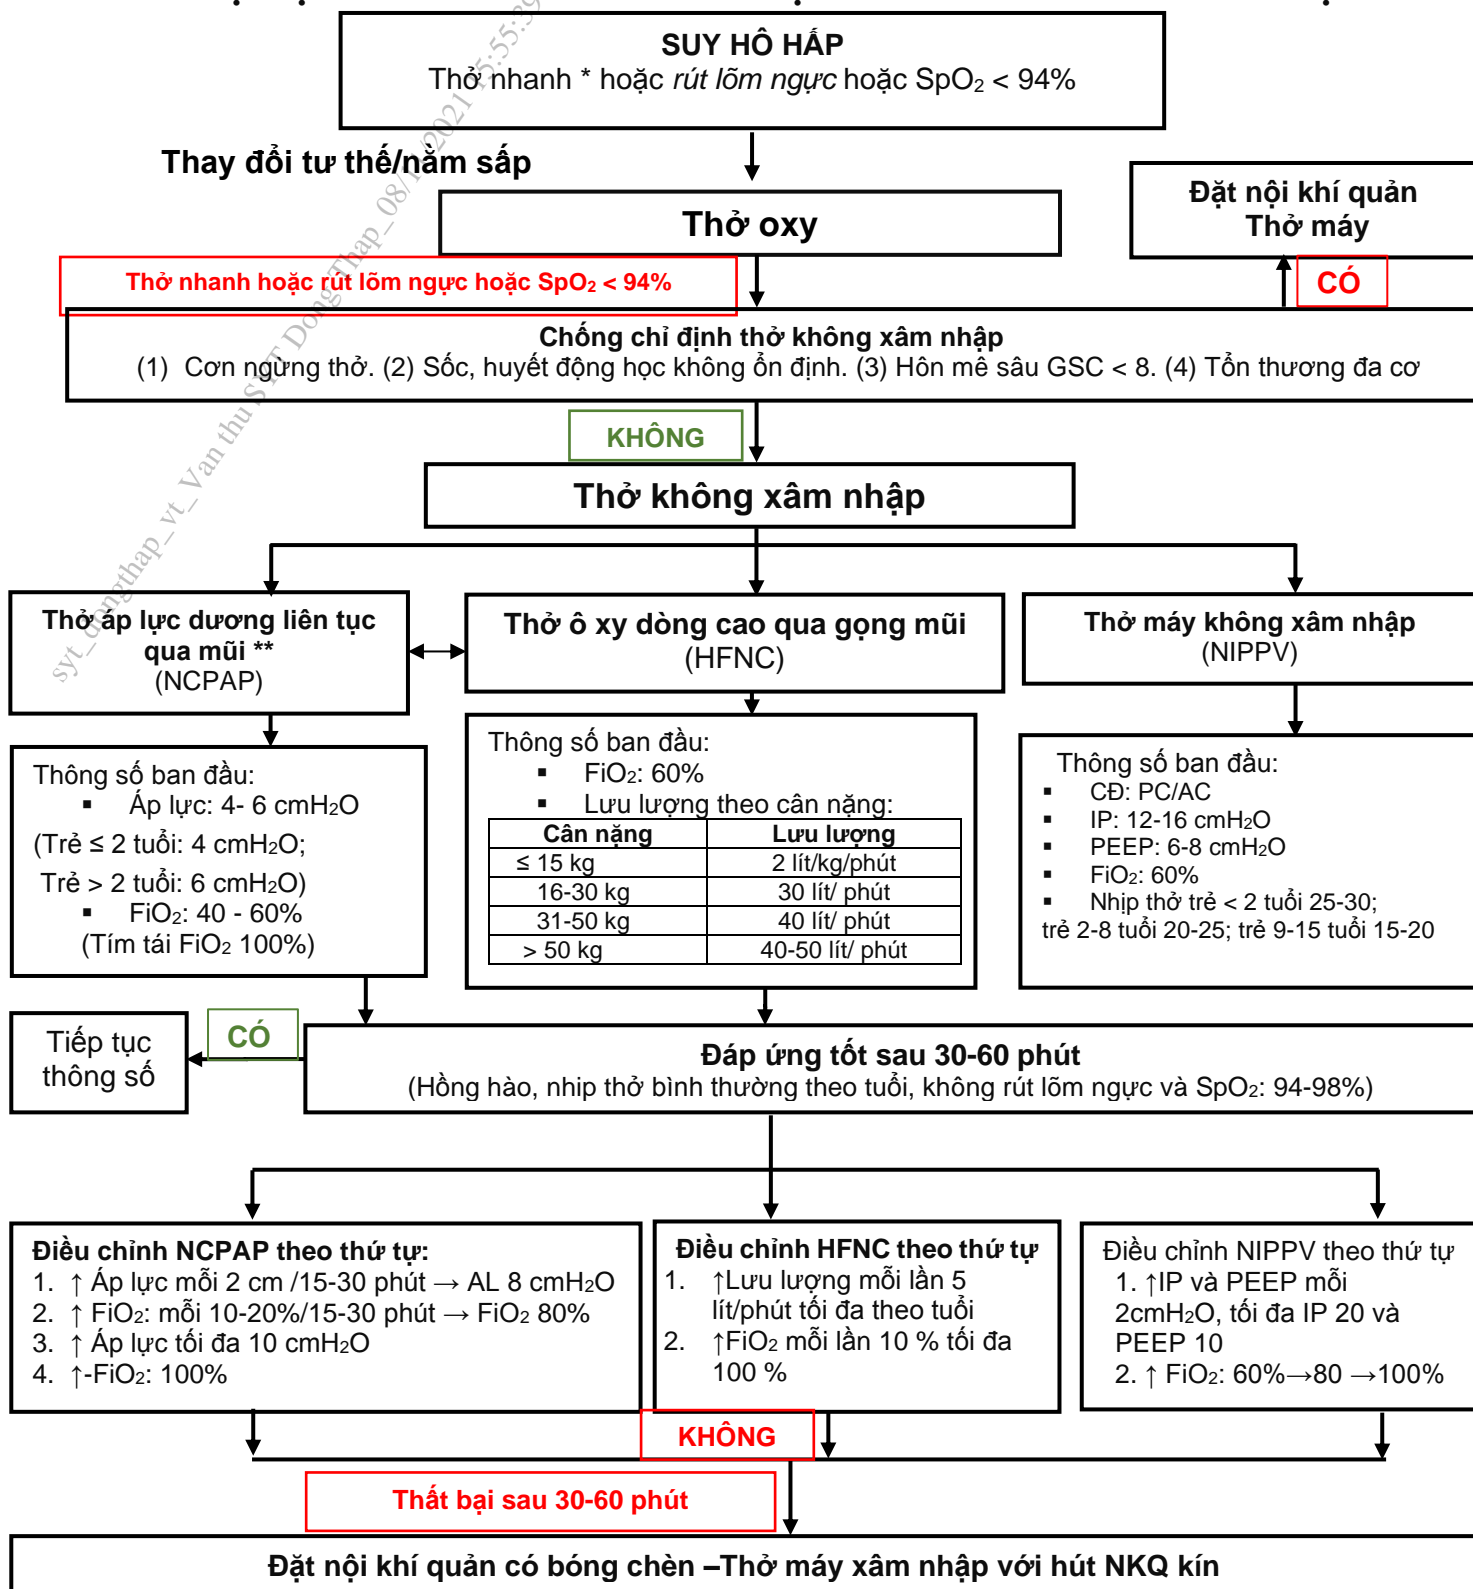 SUY HÔ HẤP
Thở nhanh * hoặc rút lõm ngực hoặc SpO2 < 94%
Thay đổi tư thế/nằm sấp
Thở oxy
Đặt nội khí quản
Thở máy
Thở nhanh hoặc rút lõm ngực hoặc SpO2 < 94%
CÓ
Chống chỉ định thở không xâm nhập
(1) Cơn ngừng thở. (2) Sốc, huyết động học không ổn định. (3) Hôn mê sâu GSC < 8. (4) Tổn thương đa cơ
KHÔNG
Thở không xâm nhập
Thở áp lực dương liên tục
qua mũi **
(NCPAP)
Thở ô xy dòng cao qua gọng mũi
(HFNC)
Thở máy không xâm nhập
(NIPPV)
Thông số ban đầu:
▪ Áp lực: 4- 6 cmH2O
(Trẻ ≤ 2 tuổi: 4 cmH2O;
Trẻ > 2 tuổi: 6 cmH2O)
▪ FiO2: 40 - 60%
(Tím tái FiO2 100%)
Thông số ban đầu:
▪ FiO2: 60%
▪ Lưu lượng theo cân nặng:
Cân nặng Lưu lượng
≤ 15 kg 2 lít/kg/phút
16-30 kg 30 lít/ phút
31-50 kg 40 lít/ phút
> 50 kg 40-50 lít/ phút
Thông số ban đầu:
▪ CĐ: PC/AC
▪ IP: 12-16 cmH2O
▪ PEEP: 6-8 cmH2O
▪ FiO2: 60%
▪ Nhịp thở trẻ < 2 tuổi 25-30;
trẻ 2-8 tuổi 20-25; trẻ 9-15 tuổi 15-20
Tiếp tục
thông số
CÓ
Đáp ứng tốt sau 30-60 phút
(Hồng hào, nhip thở bình thường theo tuổi, không rút lõm ngực và SpO2: 94-98%)
Điều chỉnh NCPAP theo thứ tự:
1. ↑ Áp lực mỗi 2 cm /15-30 phút → AL 8 cmH2O
2. ↑ FiO2: mỗi 10-20%/15-30 phút → FiO2 80%
3. ↑ Áp lực tối đa 10 cmH2O
4. ↑-FiO2: 100%
Điều chỉnh HFNC theo thứ tự
1. ↑Lưu lượng mỗi lần 5
lít/phút tối đa theo tuổi
2. ↑FiO2 mỗi lần 10 % tối đa
100 %
Điều chỉnh NIPPV theo thứ tự
1. ↑IP và PEEP mỗi
2cmH2O, tối đa IP 20 và
PEEP 10
2. ↑ FiO2: 60%→80 →100%
KHÔNG
Thất bại sau 30-60 phút
Đặt nội khí quản có bóng chèn –Thở máy xâm nhập với hút NKQ kín
syt_dongthap_vt_Van thu SYT DongThap_08/
2021 15:55:39